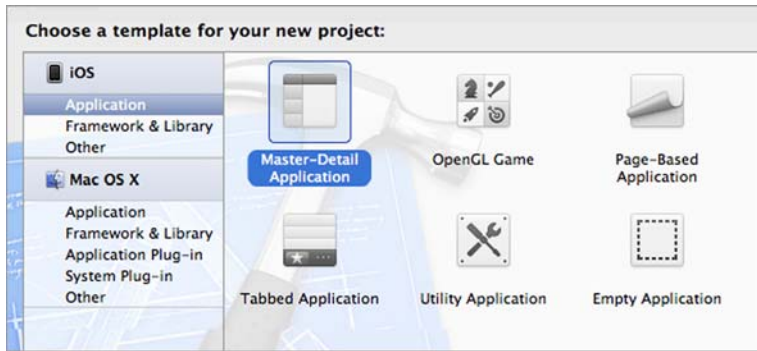 Choose a template for your new project:
iOS
Application
Framework & Library
Other
Mac OS X
Application
Framework & Library
Application Plug-in
System Plug-in
Other
Master-Detail
Application
OpenGL Game
Page-Based
Application
Tabbed Application
Utility Application
Empty Application